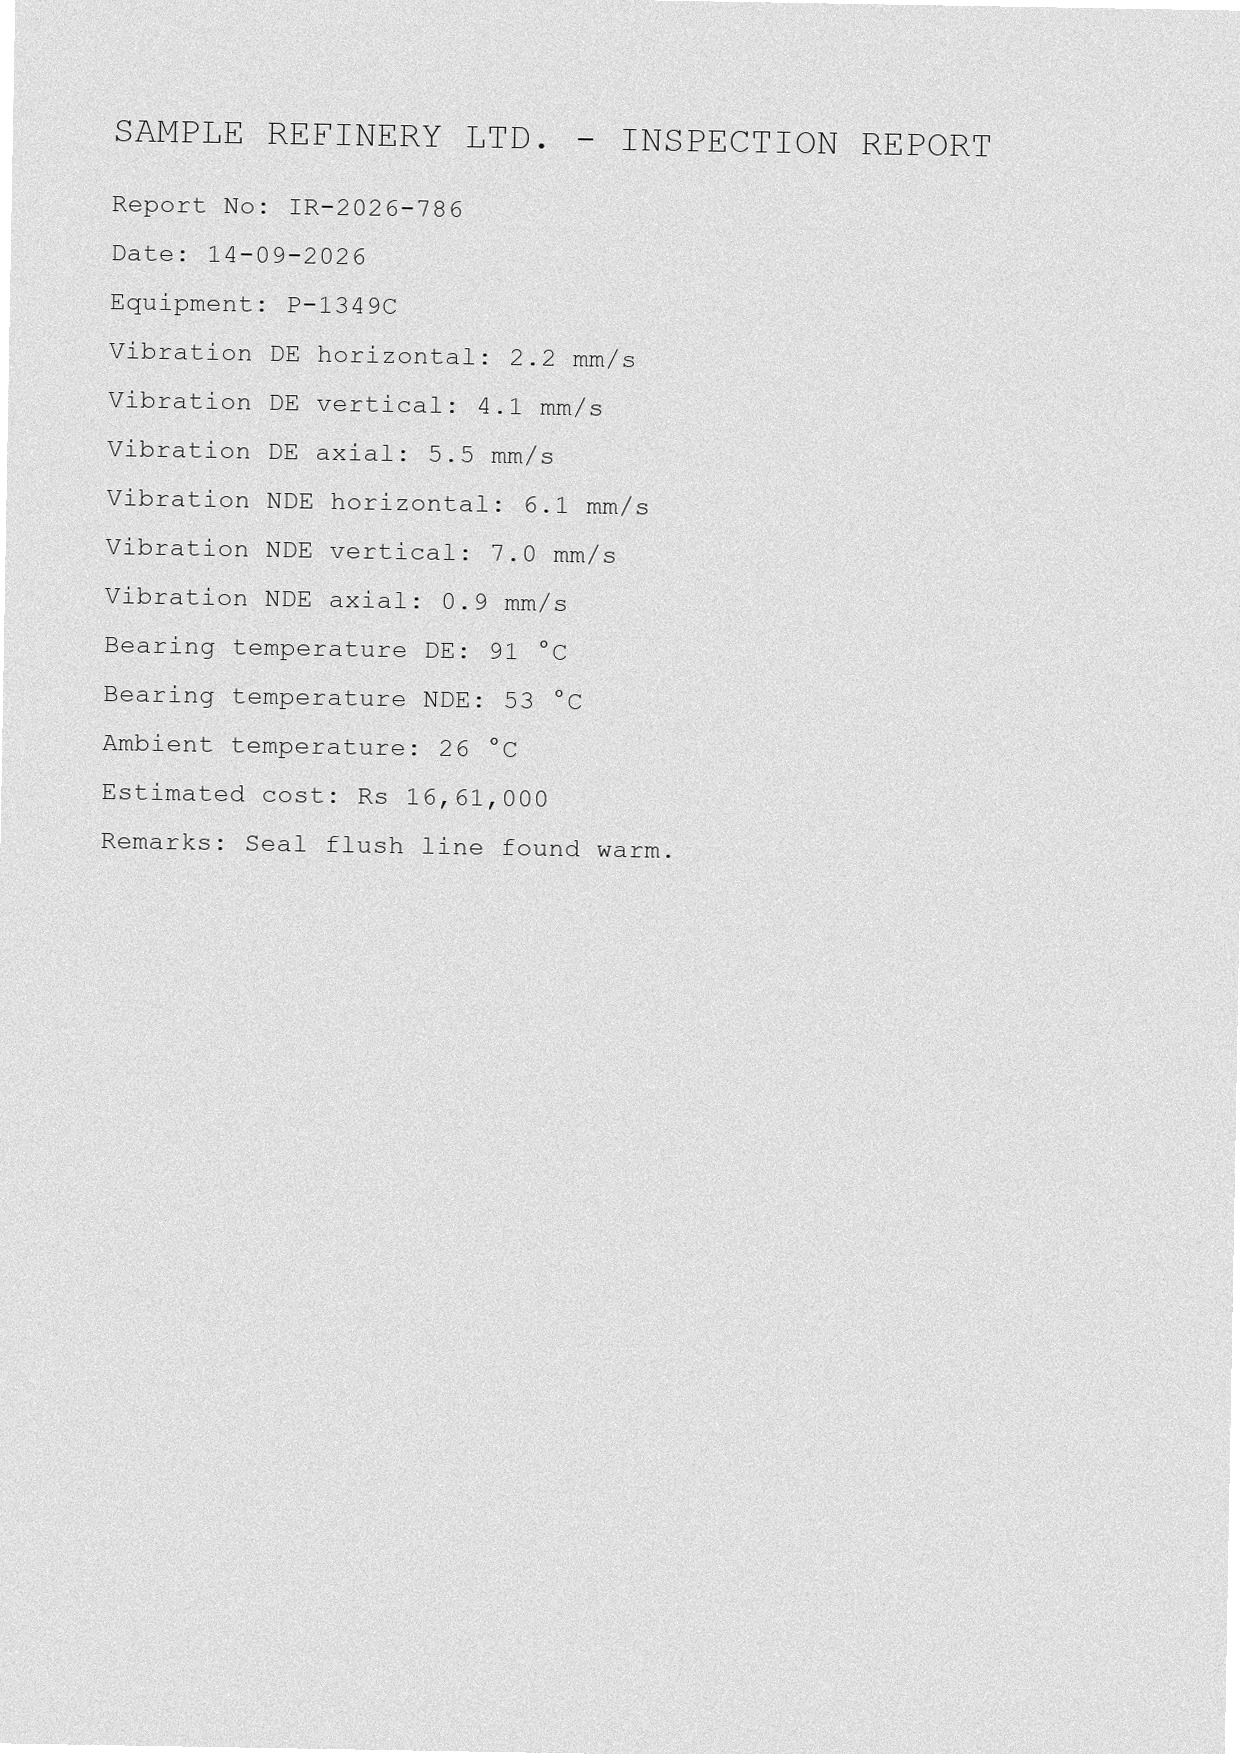 SAMPLE REFINERY LTD. - INSPECTION REPORT
Report No: IR-2026-786
Date: 14-09-2026
Equipment: P-1349C
Vibration DE horizontal: 2.2 mm/s
Vibration DE vertical: 4.1 mm/s
Vibration DE axial: 5.5 mm/s
Vibration NDE horizontal: 6.1 mm/s
Vibration NDE vertical: 7.0 mm/s
Vibration NDE axial: 0.9 mm/s
Bearing temperature DE: 91 °C
Bearing temperature NDE: 53 °C
Ambient temperature: 26 °C
Estimated cost: Rs 16,61,000
Remarks: Seal flush line found warm.